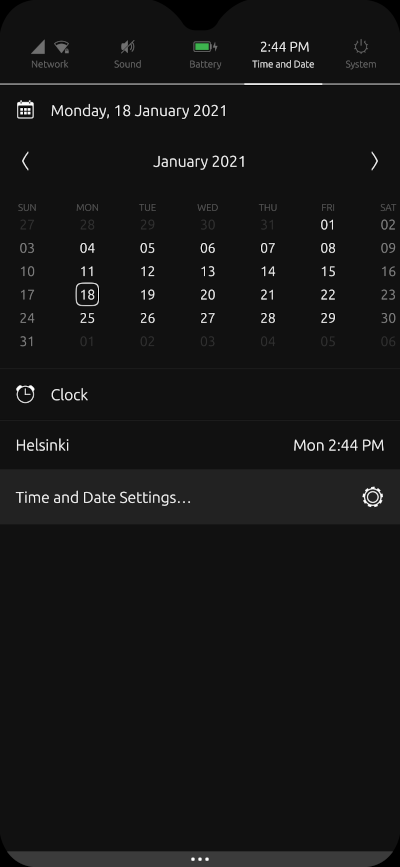 2:44 PM
Network Sound Battery Time and Date System
Monday, 18 January 2021
January 2021
SUN MON TUE WED THU FRI SAT
27 28 29 30 31 01 02
03 04 05 06 07 08 09
10 11 12 13 14 15 16
17 18 19 20 21 22 23
24 25 26 27 28 29 30
31 01 02 03 04 05 06
Clock
Helsinki Mon 2:44 PM
Time and Date Settings…